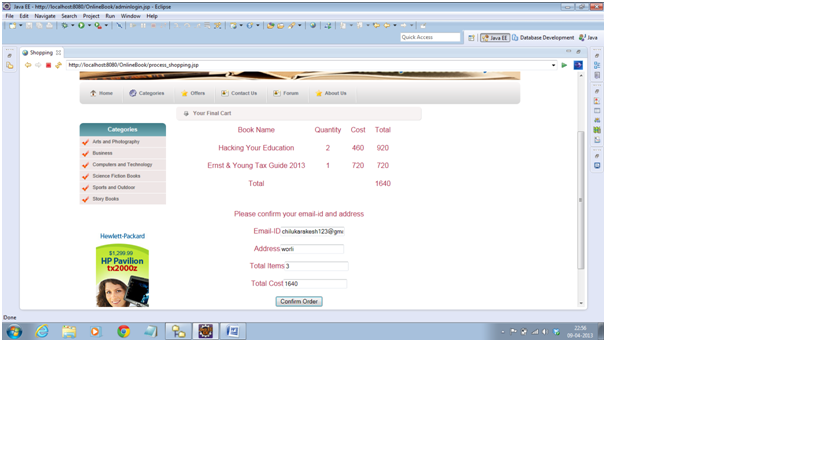 Java EE - http://localhost:8080/OnlineBook/adminlogin.jsp - Eclipse
File Edit Navigate Search Project Run Window Help
Quick Access
Java EE Database Development Java
Shopping
http://localhost:8080/OnlineBook/process_shopping.jsp
Home Categories Offers Contact Us Forum About Us
Your Final Cart
Categories
Arts and Photography
Business
Computers and Technology
Science Fiction Books
Sports and Outdoor
Story Books
Book Name Quantity Cost Total
Hacking Your Education 2 460 920
Ernst & Young Tax Guide 2013 1 720 720
Total 1640
Please confirm your email-id and address
Email-ID chilukarakesh123@gm
Address worli
Total Items 3
Total Cost 1640
Confirm Order
Hewlett-Packard
$1,299.99
HP Pavilion
tx2000z
Done
22:56
08-04-2013